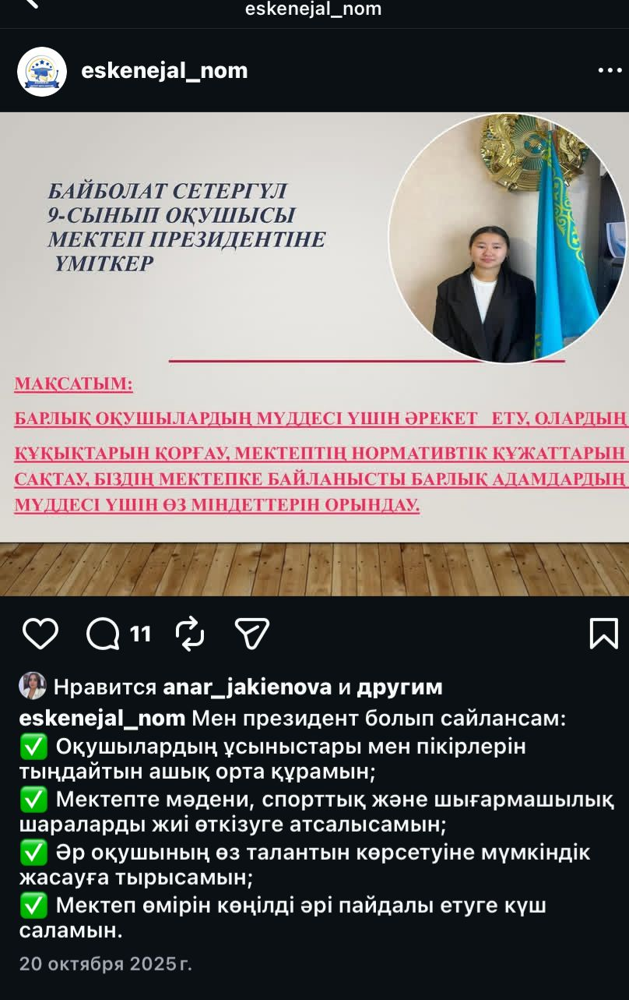 eskenejal_nom
eskenejal_nom
БАЙБОЛАТ СЕТЕРГҮЛ
9-СЫНЫП ОҚУШЫСЫ
МЕКТЕП ПРЕЗИДЕНТІНЕ
ҮМІТКЕР
МАҚСАТЫМ:
БАРЛЫҚ ОҚУШЫЛАРДЫҢ МҮДДЕСІ ҮШІН ӘРЕКЕТ ЕТУ, ОЛАРДЫҢ
ҚҰҚЫҚТАРЫН ҚОРҒАУ, МЕКТЕПТІҢ НОРМАТИВТІК ҚҰЖАТТАРЫН
САҚТАУ, БІЗДІҢ МЕКТЕПКЕ БАЙЛАНЫСТЫ БАРЛЫҚ АДАМДАРДЫҢ
МҮДДЕСІ ҮШІН ӨЗ МІНДЕТТЕРІН ОРЫНДАУ.
11
Нравится anar_jakienova и другим
eskenejal_nom Мен президент болып сайлансам:
✅ Оқушылардың ұсыныстары мен пікірлерін
тыңдайтын ашық орта құрамын;
✅ Мектепте мәдени, спорттық және шығармашылық
шараларды жиі өткізуге атсалысамын;
✅ Әр оқушының өз талантын көрсетуіне мүмкіндік
жасауға тырысамын;
✅ Мектеп өмірін көңілді әрі пайдалы етуге күш
саламын.
20 октября 2025 г.